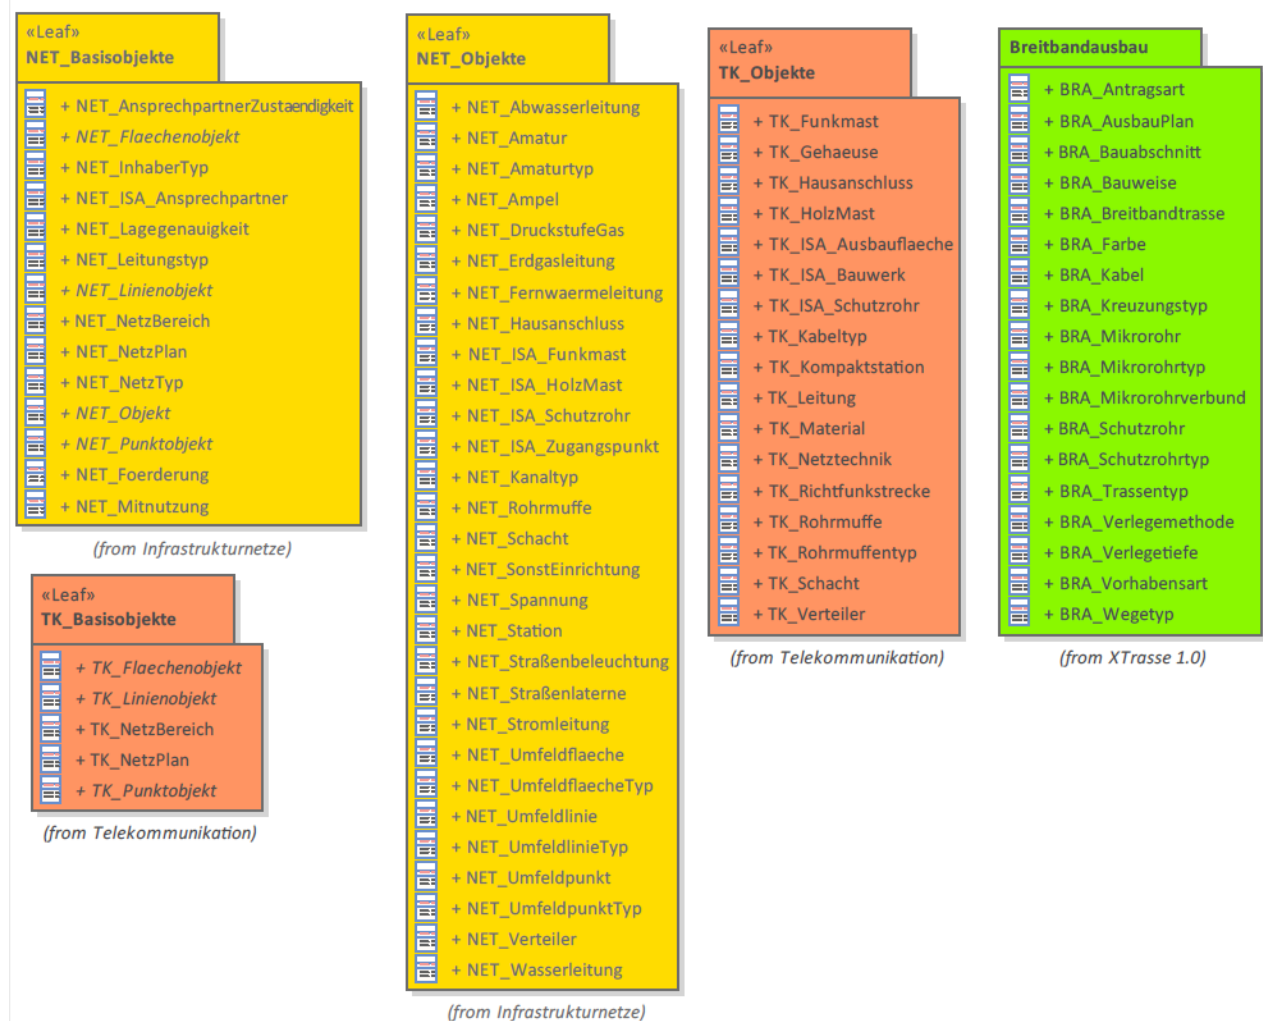 «Leaf»
NET_Basisobjekte
+ NET_AnsprechpartnerZustaendigkeit
+ NET_Flaechenobjekt
+ NET_InhaberTyp
+ NET_ISA_Ansprechpartner
+ NET_Lagegenauigkeit
+ NET_Leitungstyp
+ NET_Linienobjekt
+ NET_NetzBereich
+ NET_NetzPlan
+ NET_NetzTyp
+ NET_Objekt
+ NET_Punktobjekt
+ NET_Foerderung
+ NET_Mitnutzung
(from Infrastrukturnetze)
«Leaf»
TK_Basisobjekte
+ TK_Flaechenobjekt
+ TK_Linienobjekt
+ TK_NetzBereich
+ TK_NetzPlan
+ TK_Punktobjekt
(from Telekommunikation)
«Leaf»
NET_Objekte
+ NET_Abwasserleitung
+ NET_Amatur
+ NET_Amaturtyp
+ NET_Ampel
+ NET_DruckstufeGas
+ NET_Erdgasleitung
+ NET_Fernwaermeleitung
+ NET_Hausanschluss
+ NET_ISA_Funkmast
+ NET_ISA_HolzMast
+ NET_ISA_Schutzrohr
+ NET_ISA_Zugangspunkt
+ NET_Kanaltyp
+ NET_Rohrmuffe
+ NET_Schacht
+ NET_SonstEinrichtung
+ NET_Spannung
+ NET_Station
+ NET_Straßenbeleuchtung
+ NET_Straßenlaterne
+ NET_Stromleitung
+ NET_Umfeldflaeche
+ NET_UmfeldflaecheTyp
+ NET_Umfeldlinie
+ NET_UmfeldlinieTyp
+ NET_Umfeldpunkt
+ NET_UmfeldpunktTyp
+ NET_Verteiler
+ NET_Wasserleitung
(from Infrastrukturnetze)
«Leaf»
TK_Objekte
+ TK_Funkmast
+ TK_Gehaeuse
+ TK_Hausanschluss
+ TK_HolzMast
+ TK_ISA_Ausbauflaeche
+ TK_ISA_Bauwerk
+ TK_ISA_Schutzrohr
+ TK_Kabeltyp
+ TK_Kompaktstation
+ TK_Leitung
+ TK_Material
+ TK_Netztechnik
+ TK_Richtfunkstrecke
+ TK_Rohrmuffe
+ TK_Rohrmuffentyp
+ TK_Schacht
+ TK_Verteiler
(from Telekommunikation)
Breitbandausbau
+ BRA_Antragsart
+ BRA_AusbauPlan
+ BRA_Bauabschnitt
+ BRA_Bauweise
+ BRA_Breitbandtrasse
+ BRA_Farbe
+ BRA_Kabel
+ BRA_Kreuzungstyp
+ BRA_Mikrorohr
+ BRA_Mikrorohrtyp
+ BRA_Mikrorohrverbund
+ BRA_Schutzrohr
+ BRA_Schutzrohrtyp
+ BRA_Trassentyp
+ BRA_Verlegemethode
+ BRA_Verlegetiefe
+ BRA_Vorhabensart
+ BRA_Wegetyp
(from XTrasse 1.0)